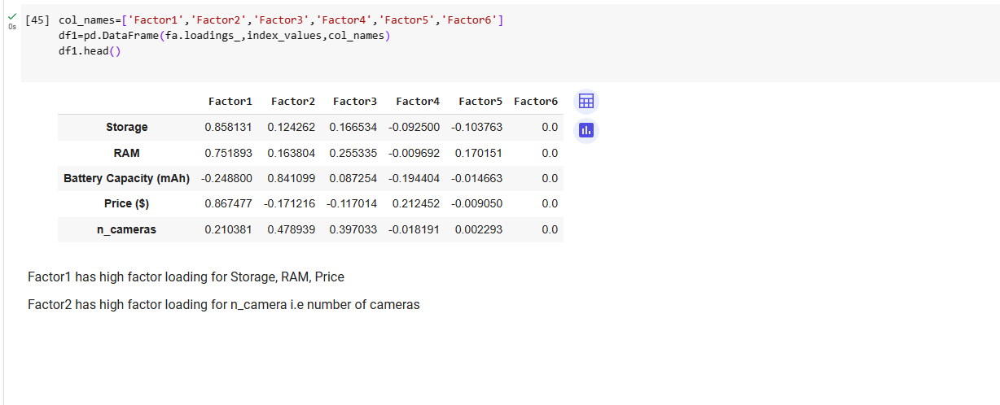 [45] col_names=['Factor1','Factor2','Factor3','Factor4','Factor5','Factor6']
0s
df1=pd.DataFrame(fa.loadings_,index_values,col_names)
df1.head()
Factor1 Factor2 Factor3 Factor4 Factor5 Factor6
Storage 0.858131 0.124262 0.166534 -0.092500 -0.103763 0.0
RAM 0.751893 0.163804 0.255335 -0.009692 0.170151 0.0
Battery Capacity (mAh) -0.248800 0.841099 0.087254 -0.194404 -0.014663 0.0
Price ($) 0.867477 -0.171216 -0.117014 0.212452 -0.009050 0.0
n_cameras 0.210381 0.478939 0.397033 -0.018191 0.002293 0.0
Factor1 has high factor loading for Storage, RAM, Price
Factor2 has high factor loading for n_camera i.e number of cameras